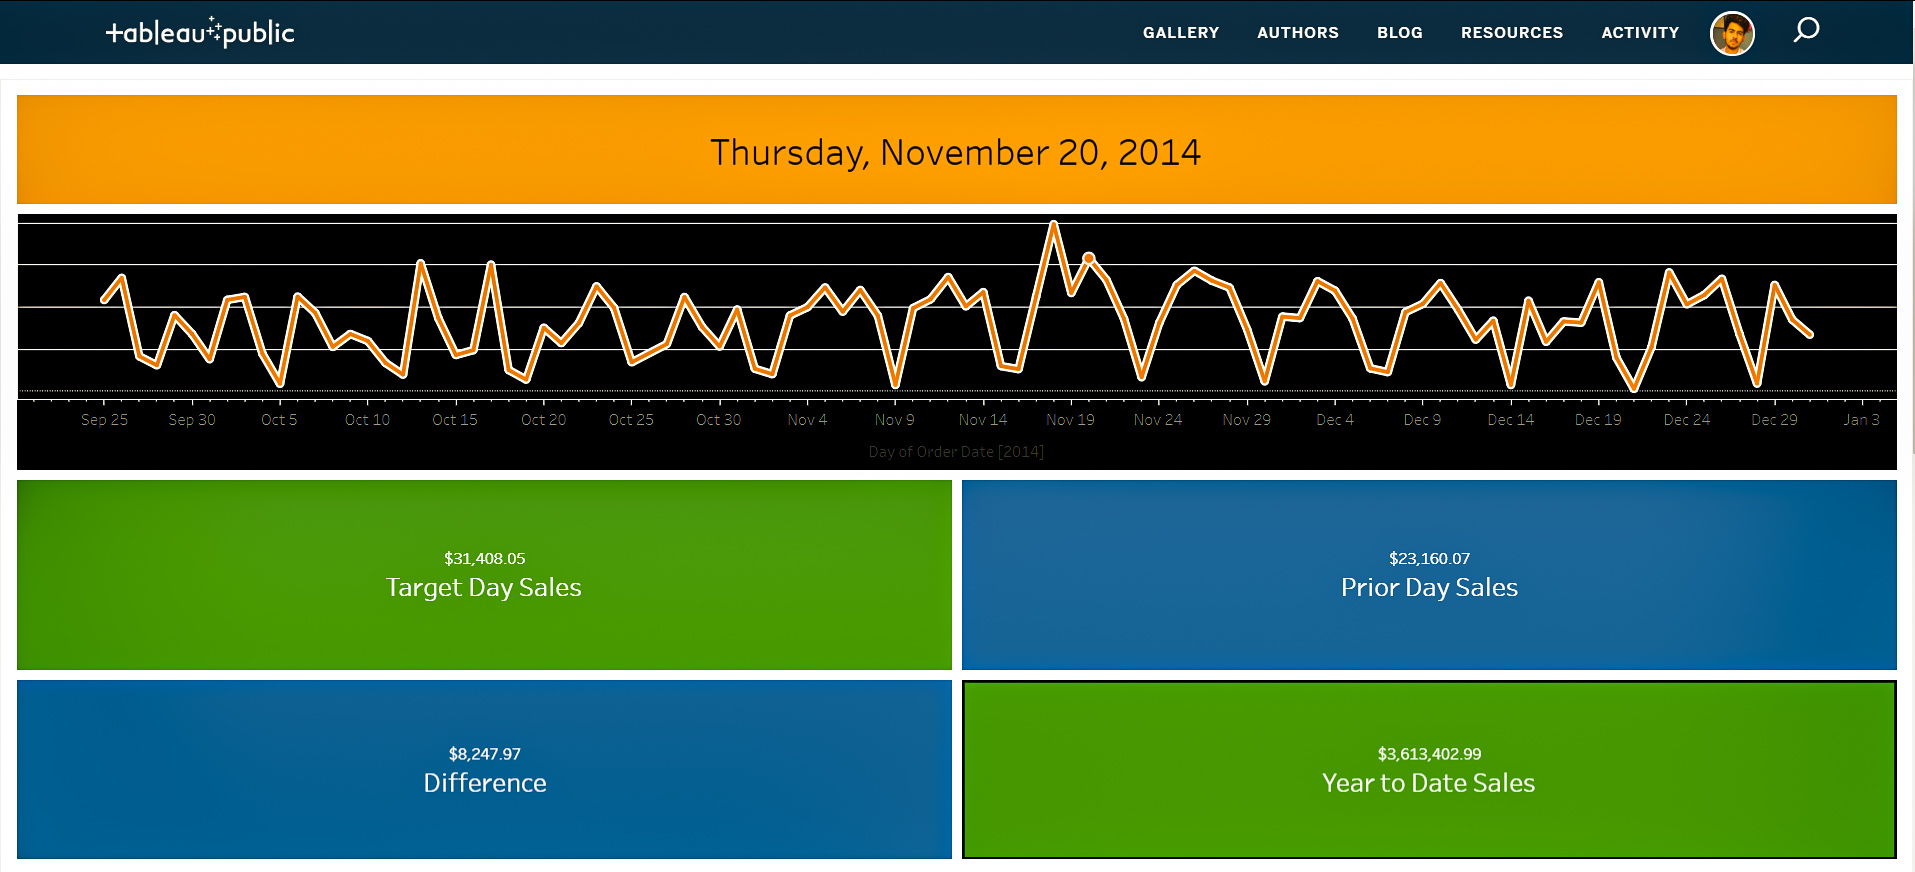 tableau public
GALLERY AUTHORS BLOG RESOURCES ACTIVITY
Thursday, November 20, 2014
Sep 25 Sep 30 Oct 5 Oct 10 Oct 15 Oct 20 Oct 25 Oct 30 Nov 4 Nov 9 Nov 14 Nov 19 Nov 24 Nov 29 Dec 4 Dec 9 Dec 14 Dec 19 Dec 24 Dec 29 Jan 3
Day of Order Date [2014]
$31,408.05
Target Day Sales
$23,160.07
Prior Day Sales
$8,247.97
Difference
$3,613,402.99
Year to Date Sales